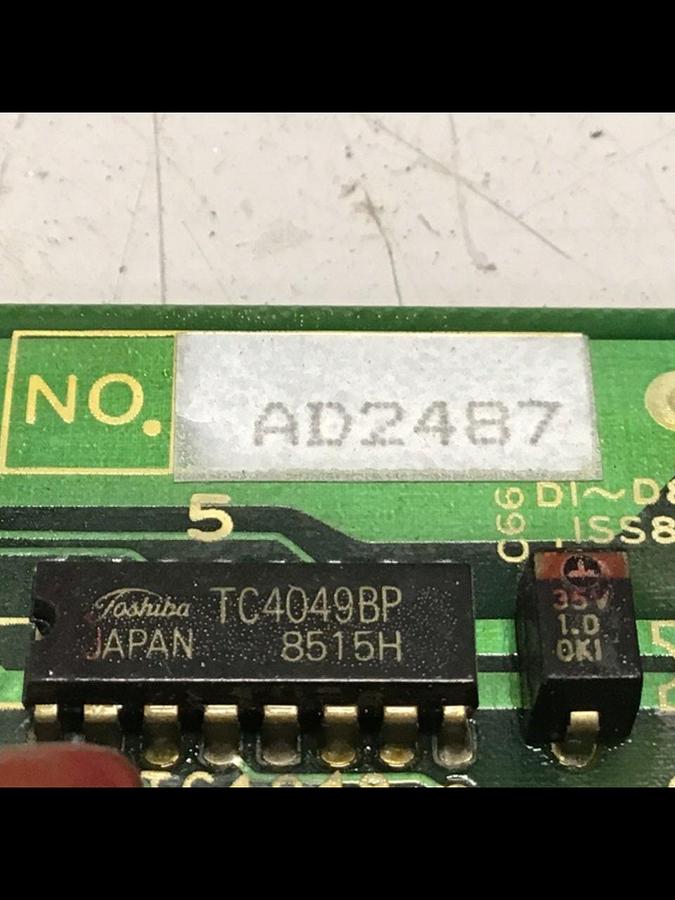 NO. AD2487
5
DI~D8
ISS8
Toshiba TC4049BP
JAPAN 8515H
35V
1.0
OKI